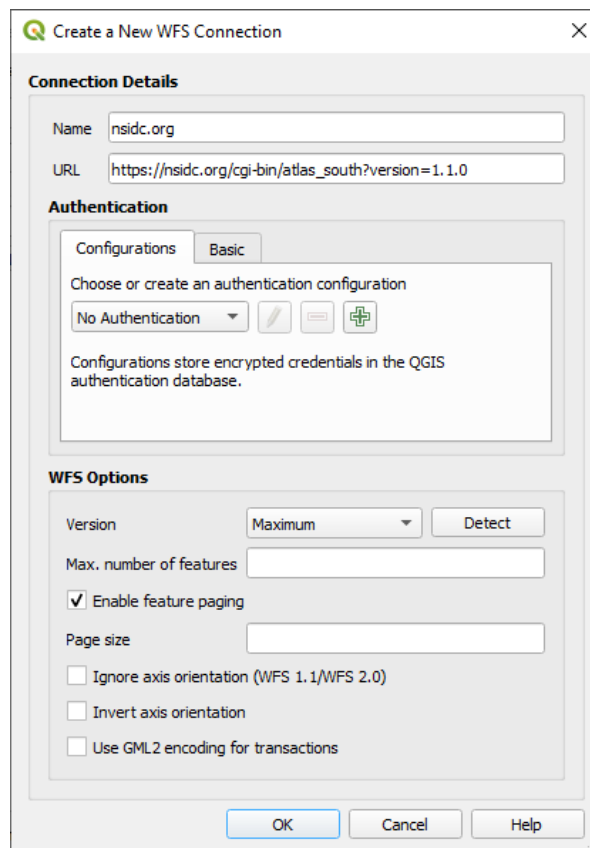 Create a New WFS Connection
Connection Details
Name nsidc.org
URL https://nsidc.org/cgi-bin/atlas_south?version=1.1.0
Authentication
Configurations Basic
Choose or create an authentication configuration
No Authentication
Configurations store encrypted credentials in the QGIS
authentication database.
WFS Options
Version Maximum Detect
Max. number of features
Enable feature paging
Page size
Ignore axis orientation (WFS 1.1/WFS 2.0)
Invert axis orientation
Use GML2 encoding for transactions
OK Cancel Help